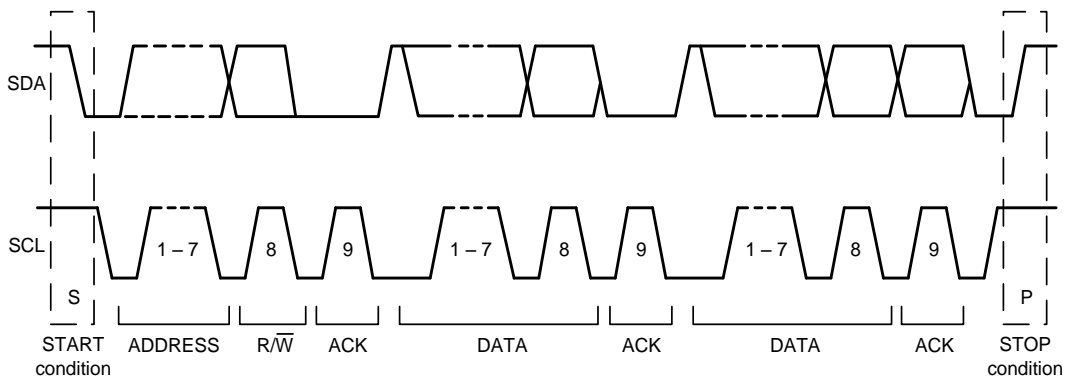 SDA
SCL
1 – 7
8
9
1 – 7
8
9
1 – 7
8
9
S
P
START
condition
ADDRESS
R/W̅
ACK
DATA
ACK
DATA
ACK
STOP
condition